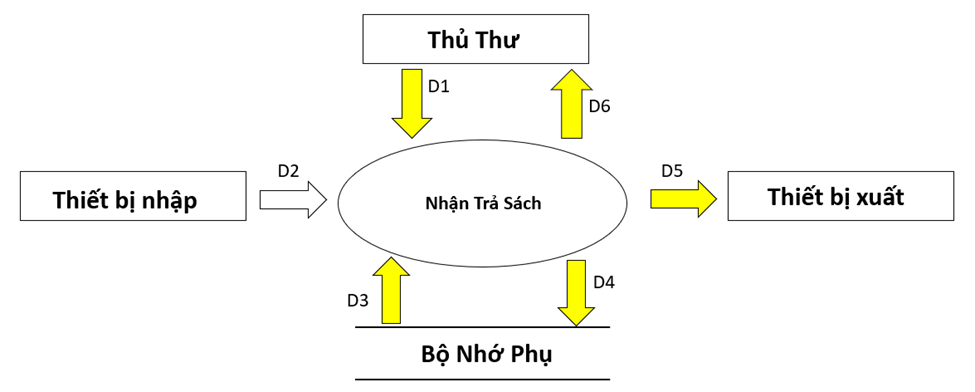 Thủ Thư
D1
D6
D2
D5
Thiết bị nhập
Nhận Trả Sách
Thiết bị xuất
D3
D4
Bộ Nhớ Phụ